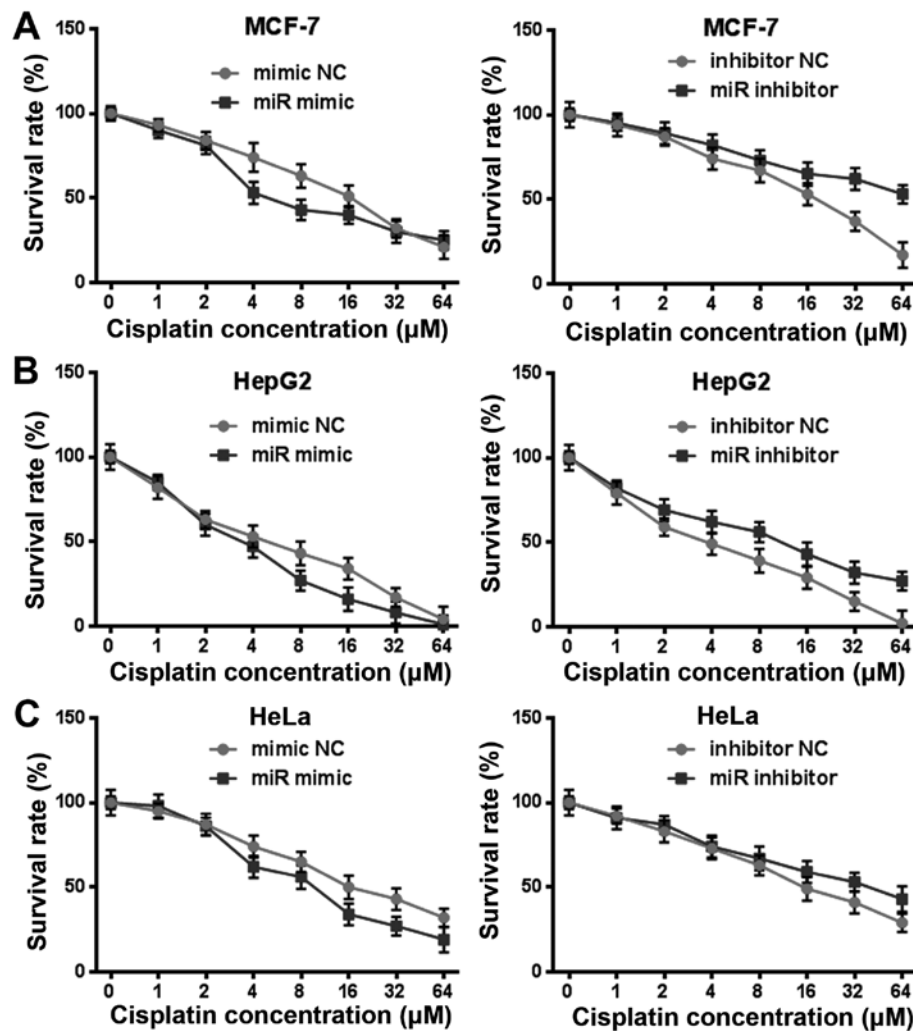 A
MCF-7
mimic NC
miR mimic
Survival rate (%)
150
100
50
0
0 1 2 4 8 16 32 64
Cisplatin concentration (µM)
MCF-7
inhibitor NC
miR inhibitor
Survival rate (%)
150
100
50
0
0 1 2 4 8 16 32 64
Cisplatin concentration (µM)
B
HepG2
mimic NC
miR mimic
Survival rate (%)
150
100
50
0
0 1 2 4 8 16 32 64
Cisplatin concentration (µM)
HepG2
inhibitor NC
miR inhibitor
Survival rate (%)
150
100
50
0
0 1 2 4 8 16 32 64
Cisplatin concentration (µM)
C
HeLa
mimic NC
miR mimic
Survival rate (%)
150
100
50
0
0 1 2 4 8 16 32 64
Cisplatin concentration (µM)
HeLa
inhibitor NC
miR inhibitor
Survival rate (%)
150
100
50
0
0 1 2 4 8 16 32 64
Cisplatin concentration (µM)